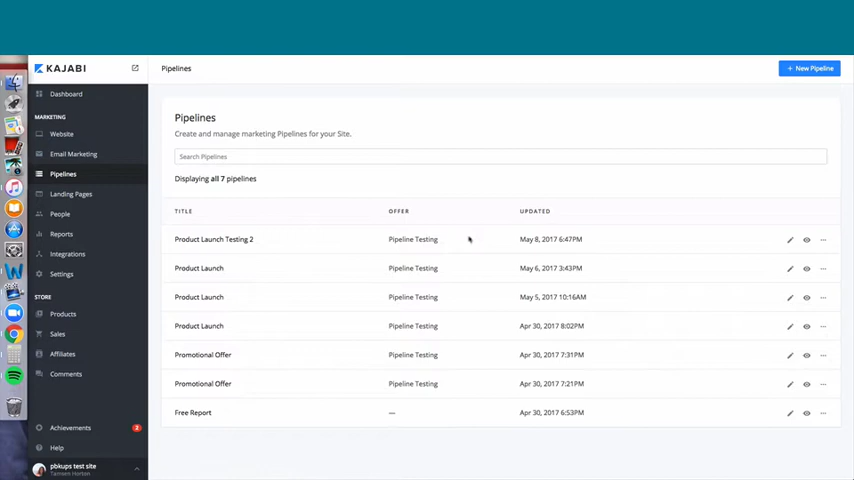 KAJABI
Pipelines
+ New Pipeline
Dashboard
MARKETING
Website
Email Marketing
Pipelines
Landing Pages
People
Reports
Integrations
Settings
STORE
Products
Sales
Affiliates
Comments
Achievements 2
Help
pbkups test site
Pipelines
Create and manage marketing Pipelines for your Site.
Search Pipelines
Displaying all 7 pipelines
TITLE OFFER UPDATED
Product Launch Testing 2 Pipeline Testing May 8, 2017 6:47PM
Product Launch Pipeline Testing May 6, 2017 3:43PM
Product Launch Pipeline Testing May 5, 2017 10:16AM
Product Launch Pipeline Testing Apr 30, 2017 8:02PM
Promotional Offer Pipeline Testing Apr 30, 2017 7:31PM
Promotional Offer Pipeline Testing Apr 30, 2017 7:21PM
Free Report — Apr 30, 2017 6:53PM